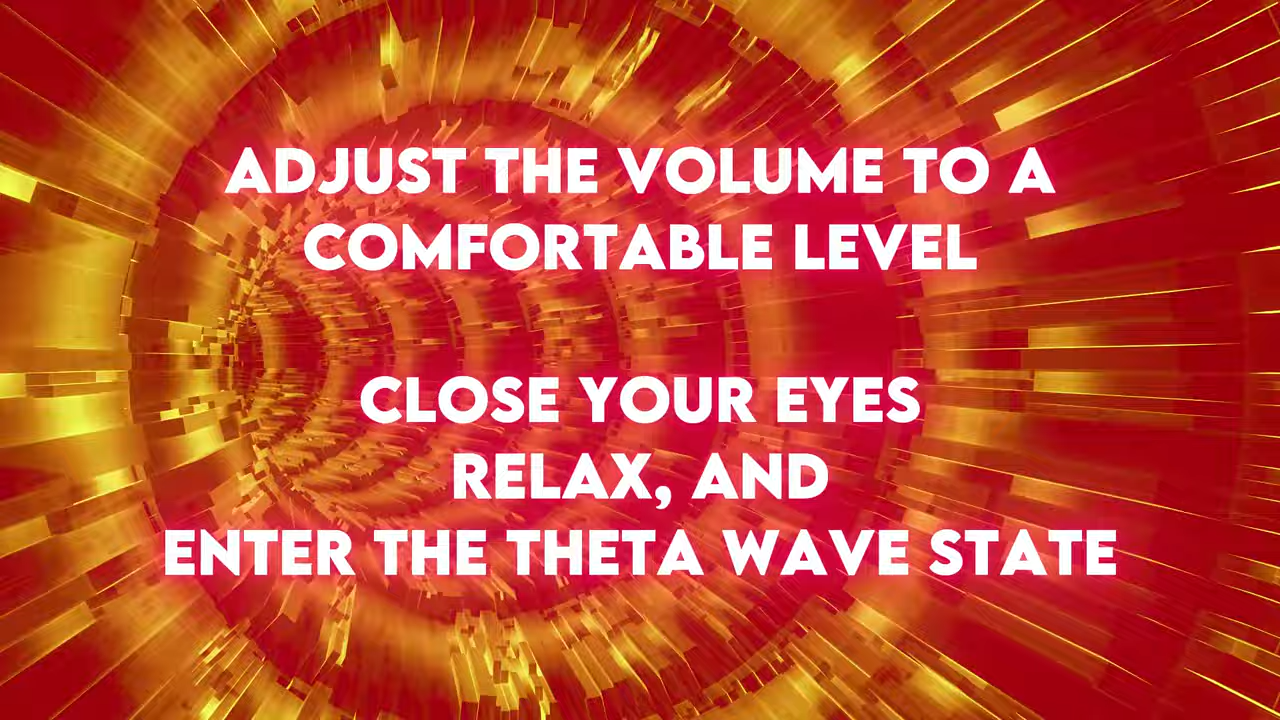 ADJUST THE VOLUME TO A
COMFORTABLE LEVEL
CLOSE YOUR EYES
RELAX, AND
ENTER THE THETA WAVE STATE